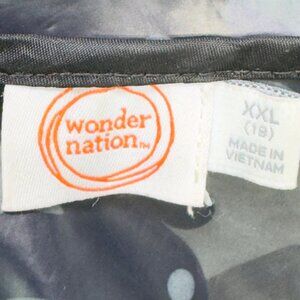 wonder
nation™
XXL
(18)
MADE IN
VIETNAM